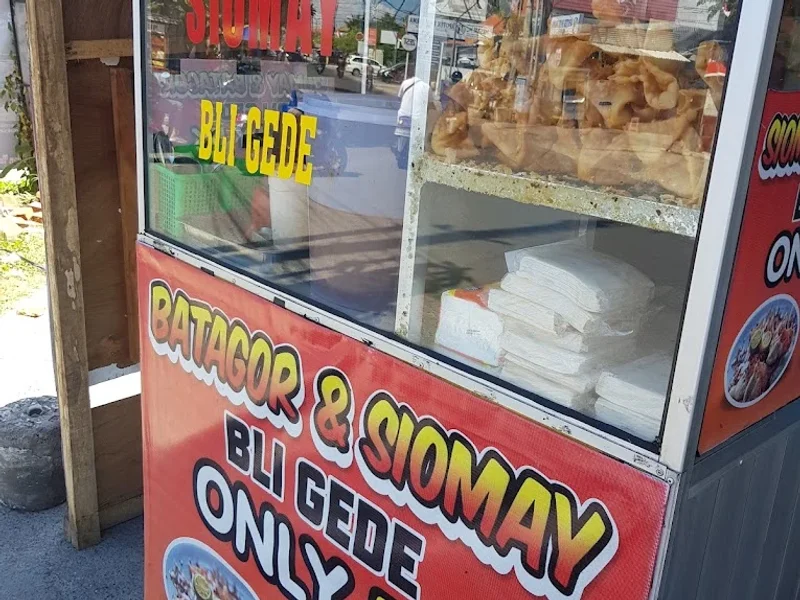 SIOMAY
BLI GEDE
BATAGOR & SIOMAY
BLI GEDE
ONLY